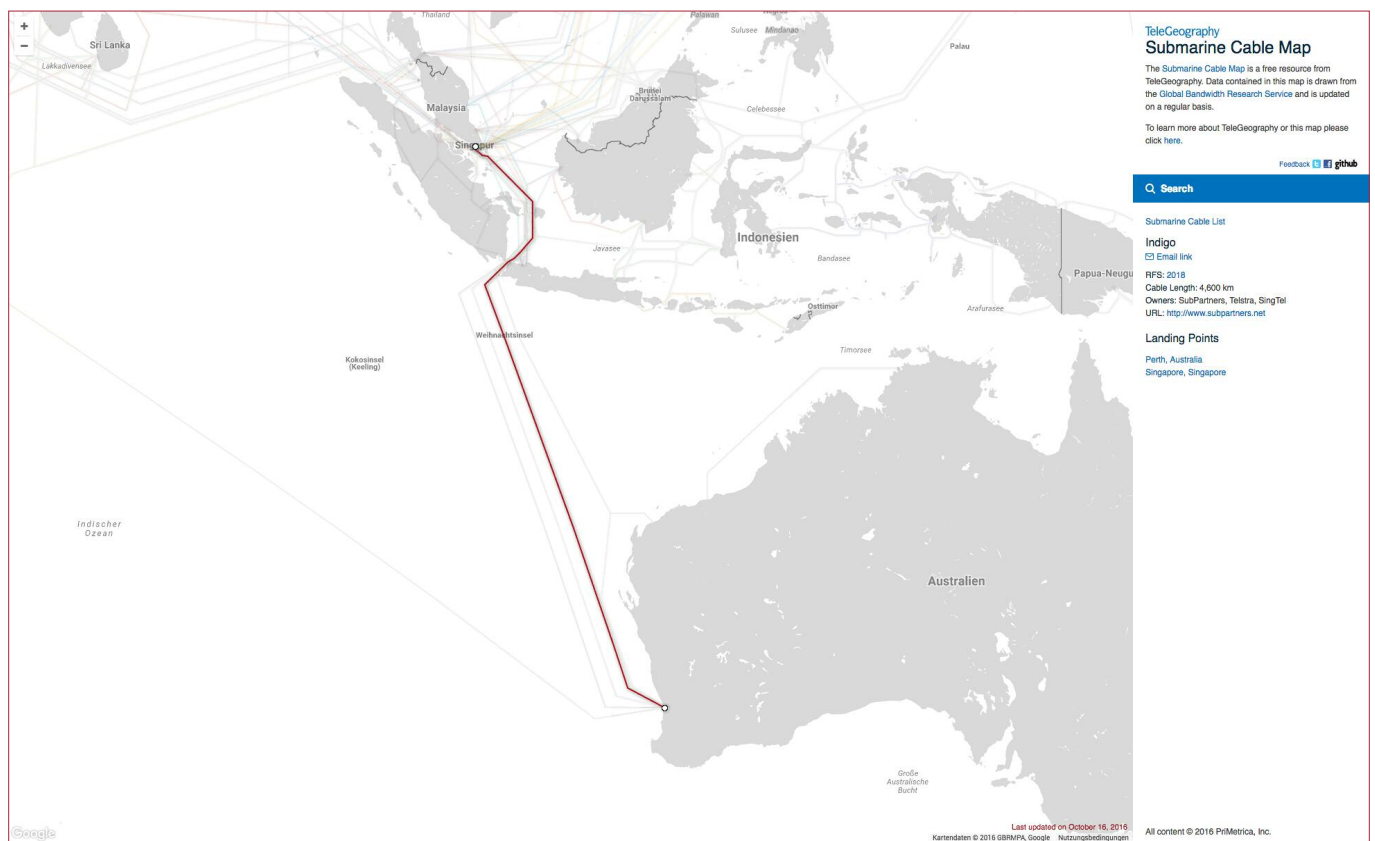 +
−
Thailand
Palawan
Sulusee
Mindanao
Sri Lanka
Palau
Lakkadivensee
Malaysia
Brunei
Darussalam
Celebessee
Singapur
Indonesien
Javasee
Bandasee
Papua-Neugu
Osttimor
Arafurasee
Weihnachtsinsel
Timorsee
Kokosinsel
(Keeling)
Indischer
Ozean
Australien
Große
Australische
Bucht
Google
Last updated on October 16, 2016
Kartendaten © 2016 GBRMPA, Google Nutzungsbedingungen
TeleGeography
Submarine Cable Map
The Submarine Cable Map is a free resource from
TeleGeography. Data contained in this map is drawn from
the Global Bandwidth Research Service and is updated
on a regular basis.
To learn more about TeleGeography or this map please
click here.
Feedback github
Search
Submarine Cable List
Indigo
Email link
RFS: 2018
Cable Length: 4,600 km
Owners: SubPartners, Telstra, SingTel
URL: http://www.subpartners.net
Landing Points
Perth, Australia
Singapore, Singapore
All content © 2016 PriMetrica, Inc.